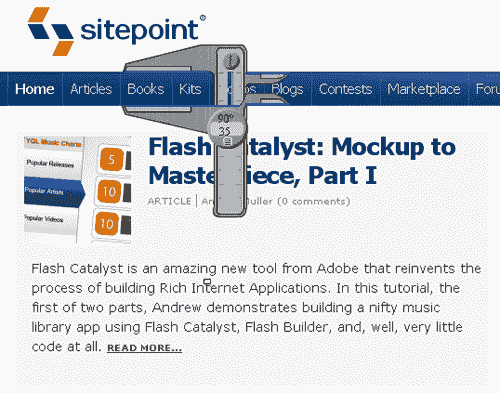 sitepoint®
Home Articles Books Kits Blogs Contests Marketplace
90°
35
YQL Music Charts
Popular Releases
5
Popular Artists
10
Popular Videos
10
Flash Catalyst: Mockup to
Masterpiece, Part I
ARTICLE | Muller (0 comments)
Flash Catalyst is an amazing new tool from Adobe that reinvents the
process of building Rich Internet Applications. In this tutorial, the
first of two parts, Andrew demonstrates building a nifty music
library app using Flash Catalyst, Flash Builder, and, well, very little
code at all. READ MORE...